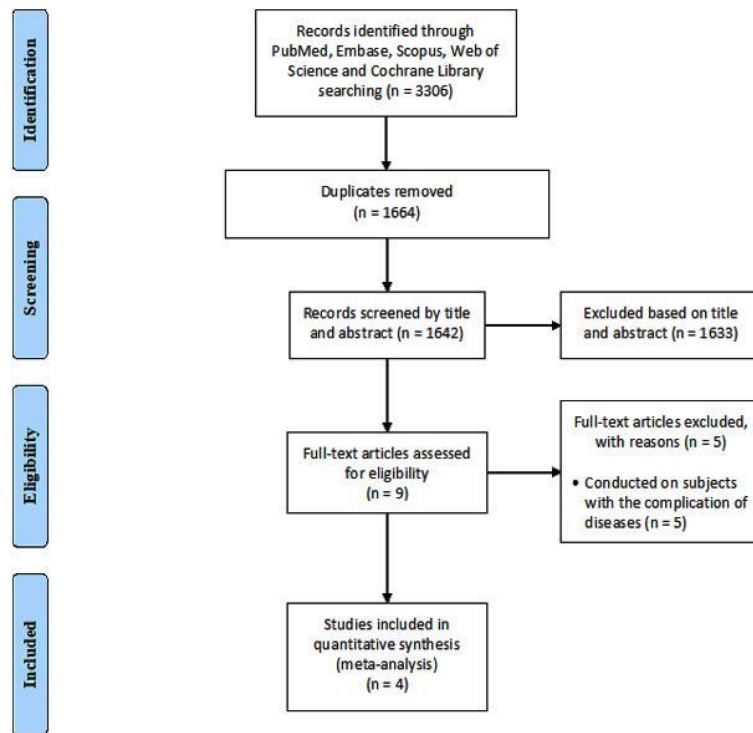 Identification
Records identified through
PubMed, Embase, Scopus, Web of
Science and Cochrane Library
searching (n = 3306)
Duplicates removed
(n = 1664)
Screening
Records screened by title
and abstract (n = 1642)
Excluded based on title
and abstract (n = 1633)
Eligibility
Full-text articles assessed
for eligibility
(n = 9)
Full-text articles excluded,
with reasons (n = 5)
• Conducted on subjects
with the complication of
diseases (n = 5)
Included
Studies included in
quantitative synthesis
(meta-analysis)
(n = 4)